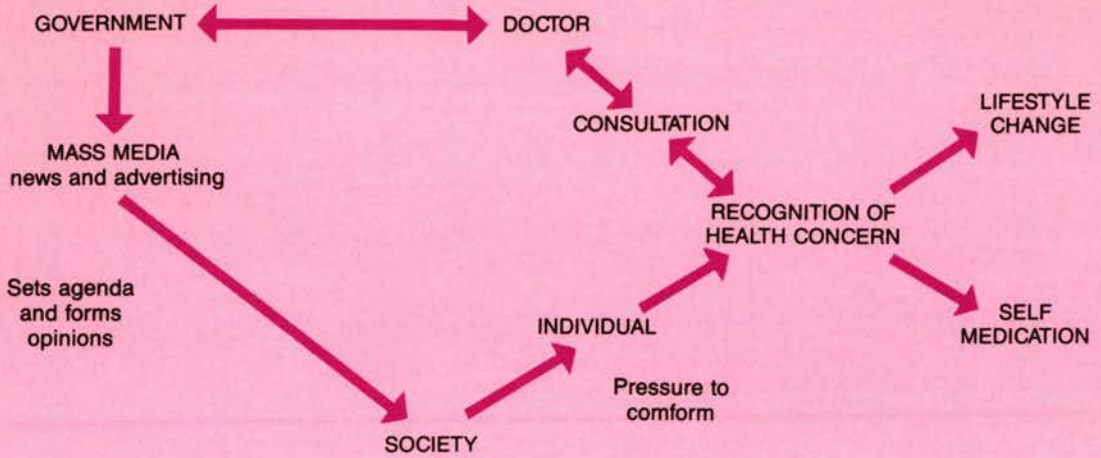 GOVERNMENT
DOCTOR
MASS MEDIA
news and advertising
CONSULTATION
LIFESTYLE
CHANGE
RECOGNITION OF
HEALTH CONCERN
Sets agenda
and forms
opinions
INDIVIDUAL
SELF
MEDICATION
Pressure to
comform
SOCIETY